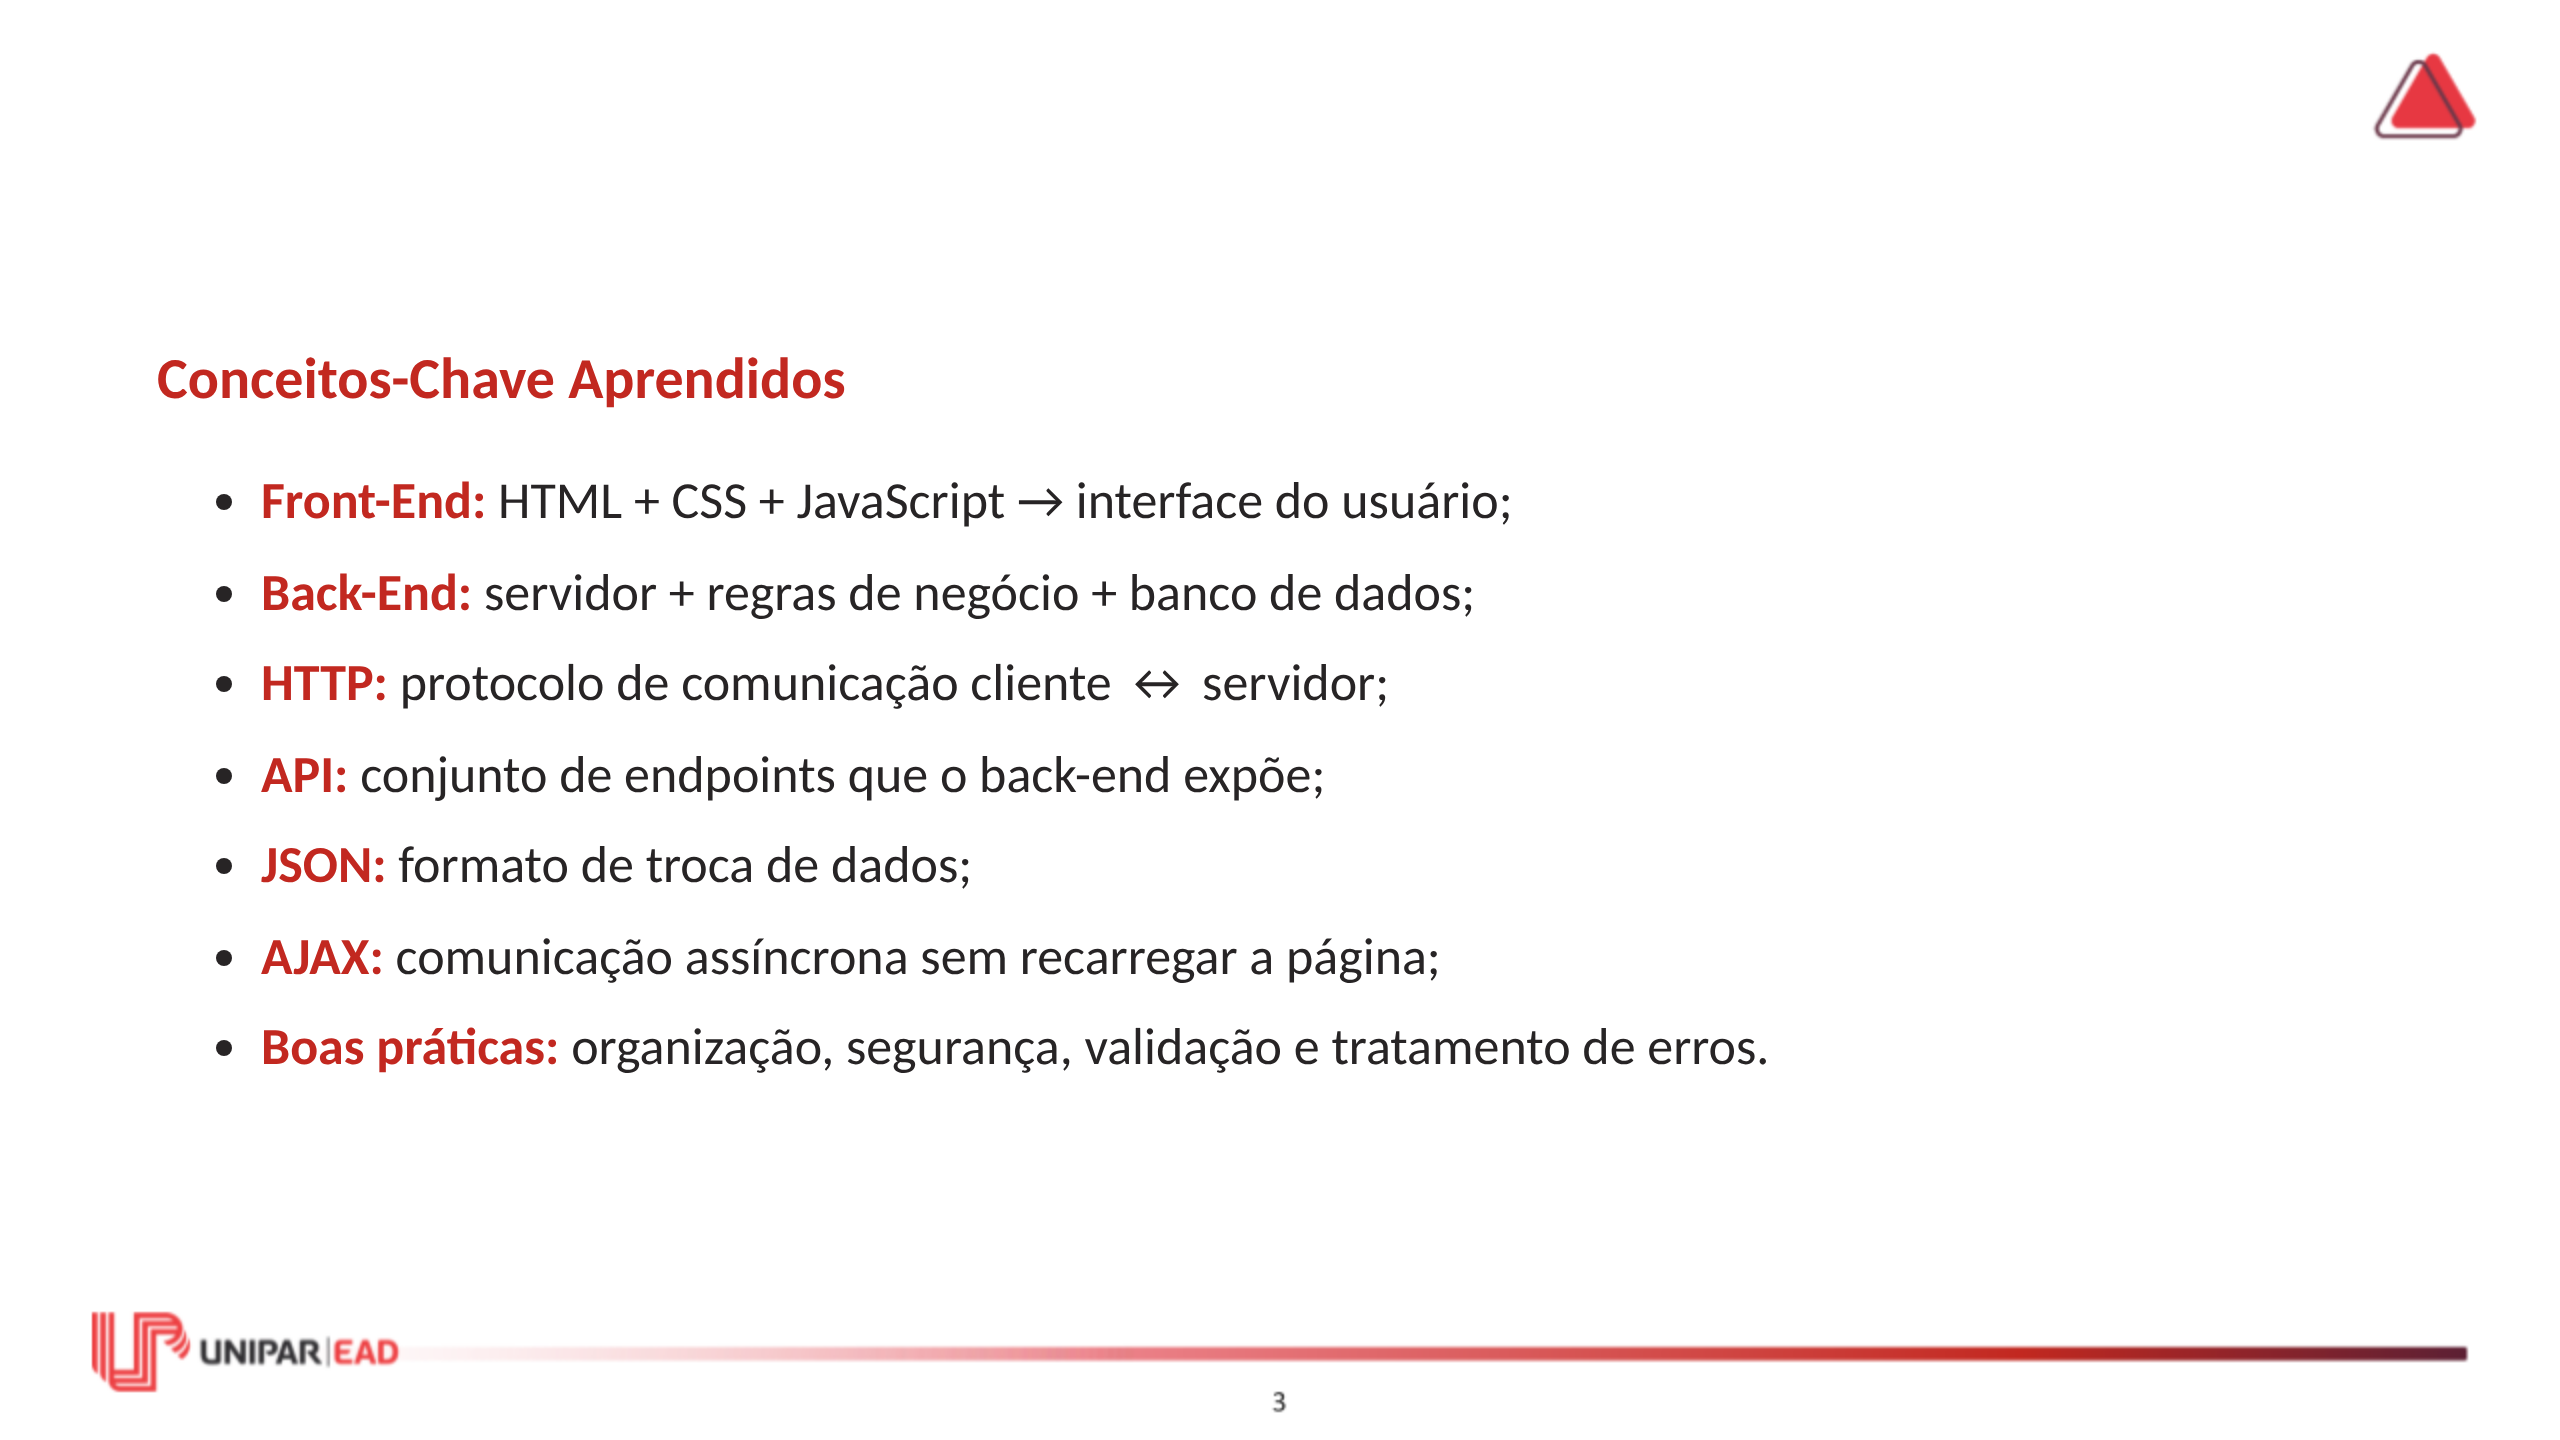 Conceitos-Chave Aprendidos
• Front-End: HTML + CSS + JavaScript → interface do usuário;
• Back-End: servidor + regras de negócio + banco de dados;
• HTTP: protocolo de comunicação cliente ↔ servidor;
• API: conjunto de endpoints que o back-end expõe;
• JSON: formato de troca de dados;
• AJAX: comunicação assíncrona sem recarregar a página;
• Boas práticas: organização, segurança, validação e tratamento de erros.
UNIPAR|EAD
3